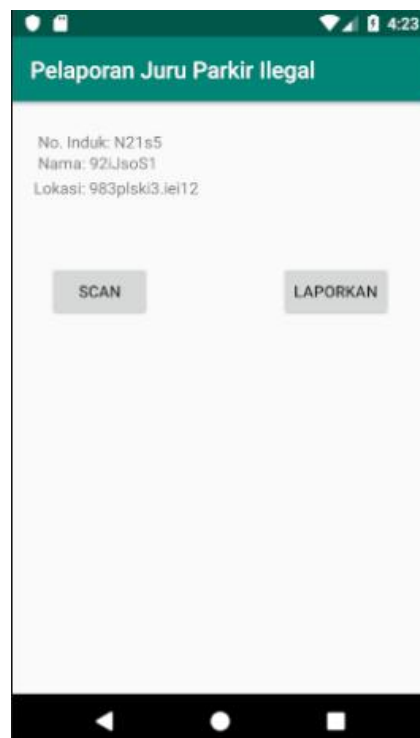 4:23
Pelaporan Juru Parkir Ilegal
No. Induk: N21s5
Nama: 92iJsoS1
Lokasi: 983plski3.iei12
SCAN
LAPORKAN